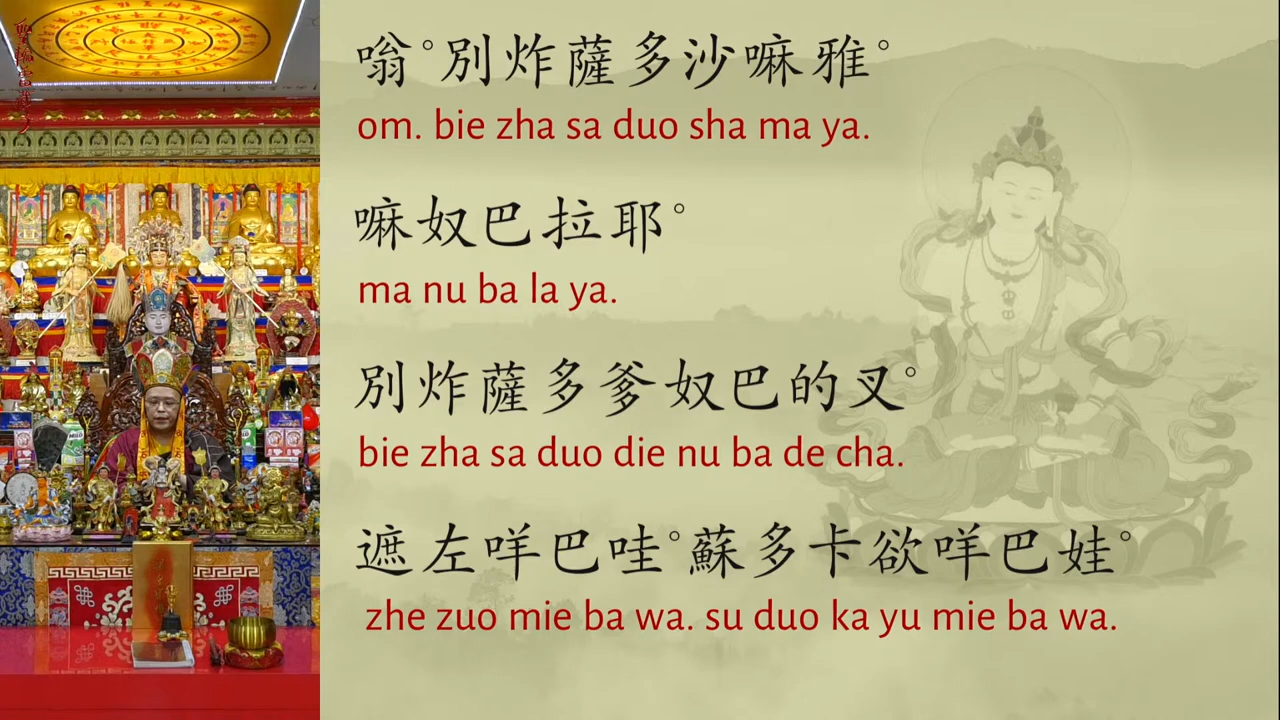 嗡。別炸薩多沙嘛雅。
om. bie zha sa duo sha ma ya.
嘛奴巴拉耶。
ma nu ba la ya.
別炸薩多爹奴巴的叉。
bie zha sa duo die nu ba de cha.
遮左咩巴哇。蘇多卡欲咩巴娃。
zhe zuo mie ba wa. su duo ka yu mie ba wa.